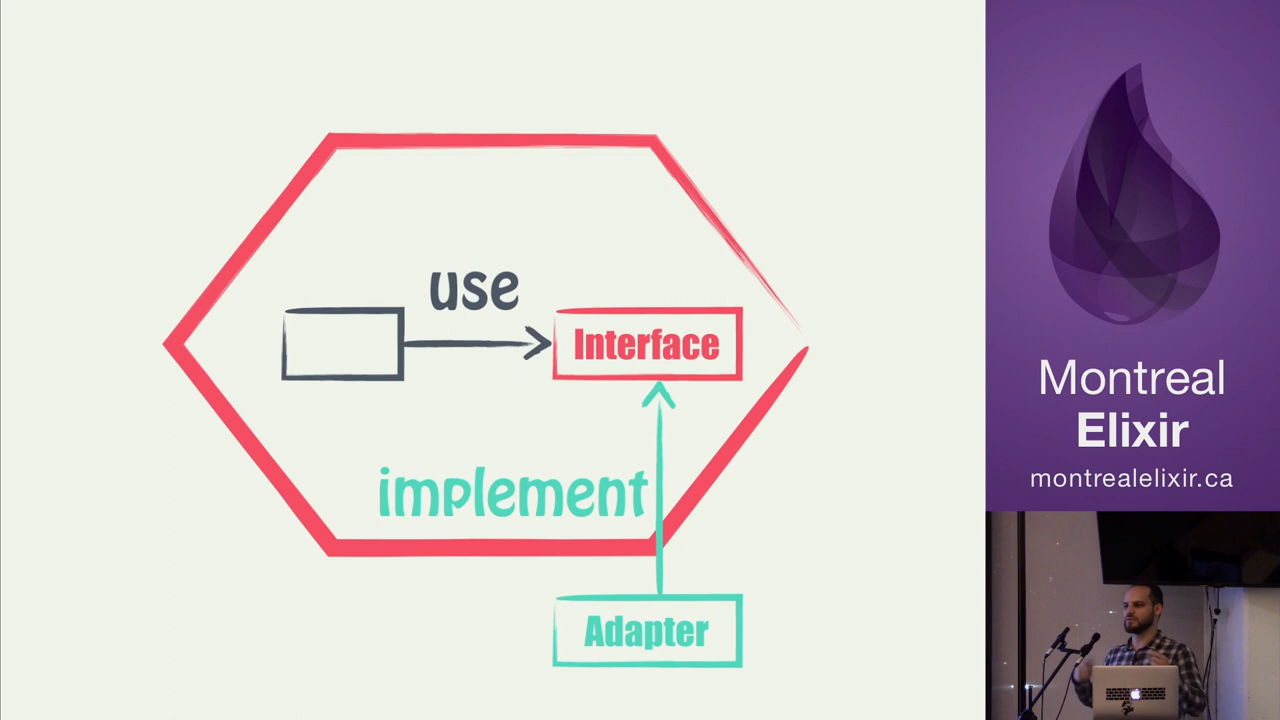 use
Interface
implement
Adapter
Montreal
Elixir
montrealelixir.ca